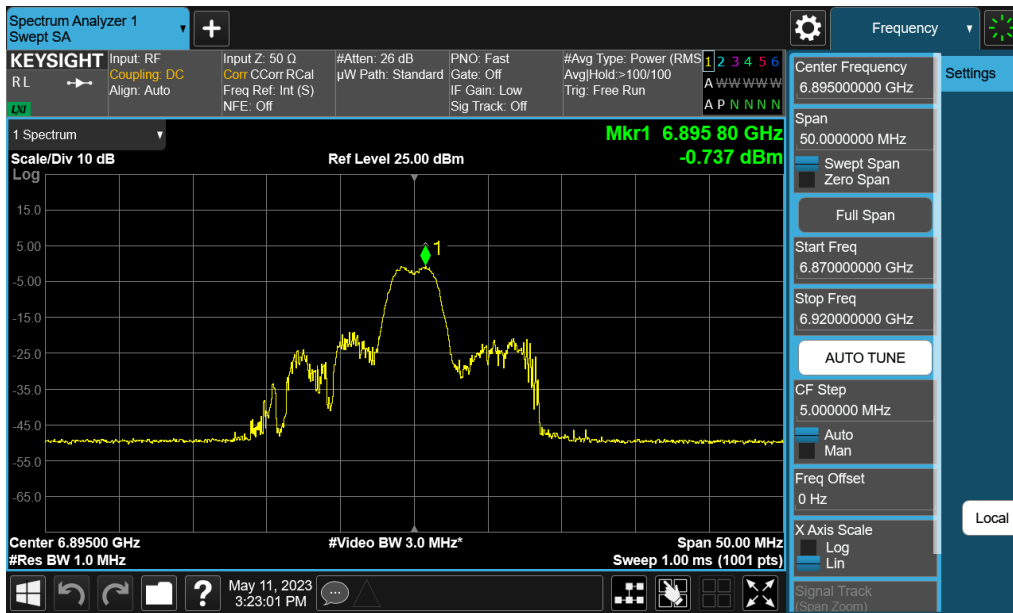 Spectrum Analyzer 1
Swept SA
+
Frequency
KEYSIGHT
RL
LXI
Input: RF
Coupling: DC
Align: Auto
Input Z: 50 Ω
Corr CCorr RCal
Freq Ref: Int (S)
NFE: Off
#Atten: 26 dB
µW Path: Standard
PNO: Fast
Gate: Off
IF Gain: Low
Sig Track: Off
#Avg Type: Power (RMS
Avg|Hold:>100/100
Trig: Free Run
1 2 3 4 5 6
A W W W W W
A P N N N N
1 Spectrum
Mkr1 6.895 80 GHz
Scale/Div 10 dB
Ref Level 25.00 dBm
-0.737 dBm
Log
15.0
5.00
-5.00
-15.0
-25.0
-35.0
-45.0
-55.0
-65.0
1
Center 6.89500 GHz
#Video BW 3.0 MHz*
Span 50.00 MHz
#Res BW 1.0 MHz
Sweep 1.00 ms (1001 pts)
?
May 11, 2023
3:23:01 PM
Center Frequency
6.895000000 GHz
Settings
Span
50.0000000 MHz
Swept Span
Zero Span
Full Span
Start Freq
6.870000000 GHz
Stop Freq
6.920000000 GHz
AUTO TUNE
CF Step
5.000000 MHz
Auto
Man
Freq Offset
0 Hz
Local
X Axis Scale
Log
Lin
Signal Track
(Span Zoom)